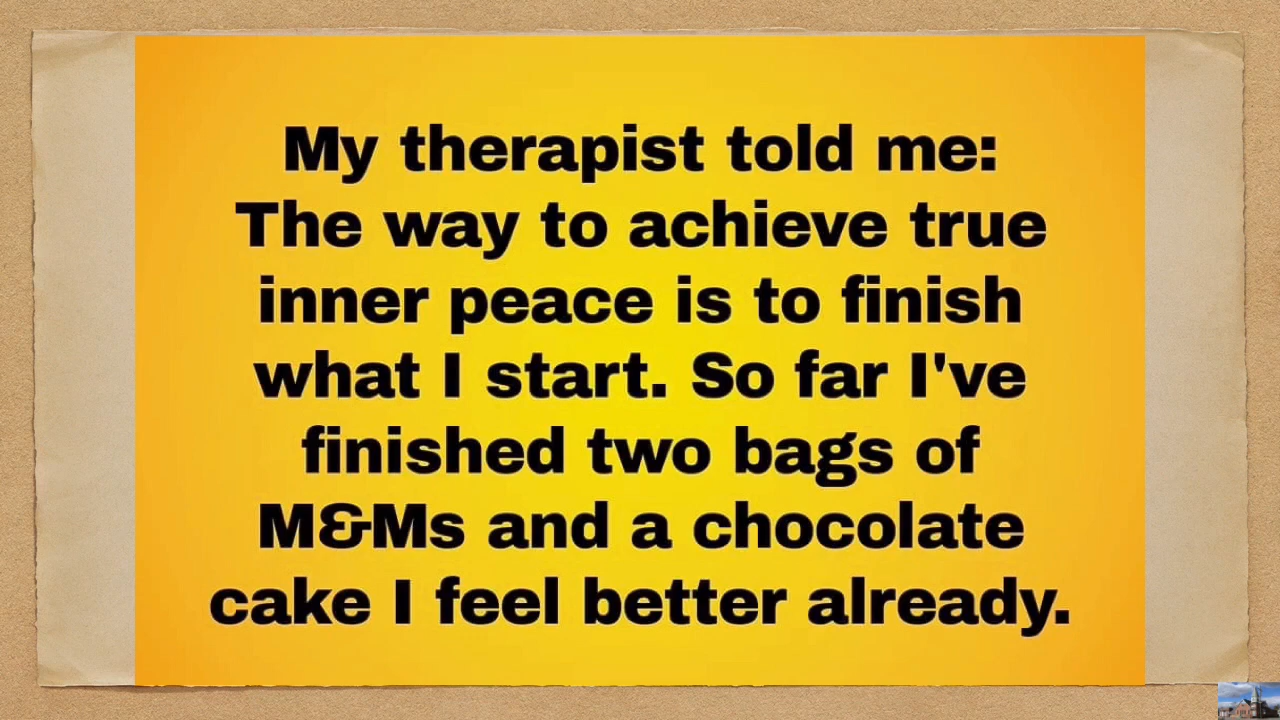 My therapist told me:
The way to achieve true
inner peace is to finish
what I start. So far I've
finished two bags of
M&Ms and a chocolate
cake I feel better already.